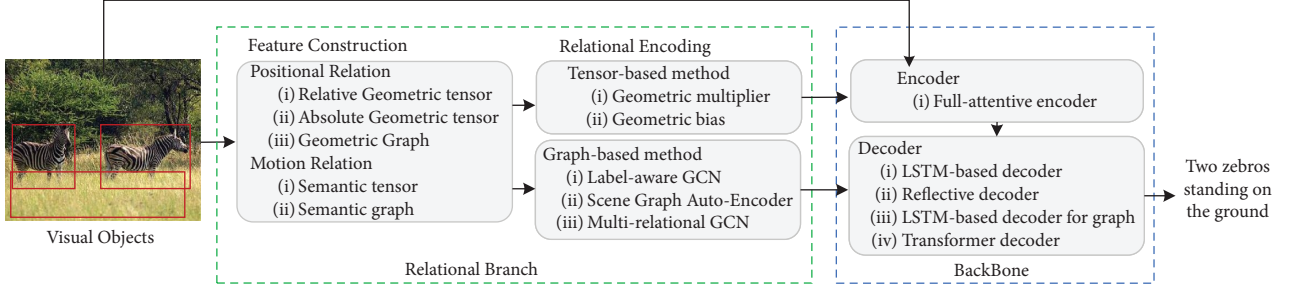 Visual Objects
Feature Construction
Positional Relation
(i) Relative Geometric tensor
(ii) Absolute Geometric tensor
(iii) Geometric Graph
Motion Relation
(i) Semantic tensor
(ii) Semantic graph
Relational Encoding
Tensor-based method
(i) Geometric multiplier
(ii) Geometric bias
Graph-based method
(i) Label-aware GCN
(ii) Scene Graph Auto-Encoder
(iii) Multi-relational GCN
Relational Branch
Encoder
(i) Full-attentive encoder
Decoder
(i) LSTM-based decoder
(ii) Reflective decoder
(iii) LSTM-based decoder for graph
(iv) Transformer decoder
BackBone
Two zebros
standing on
the ground